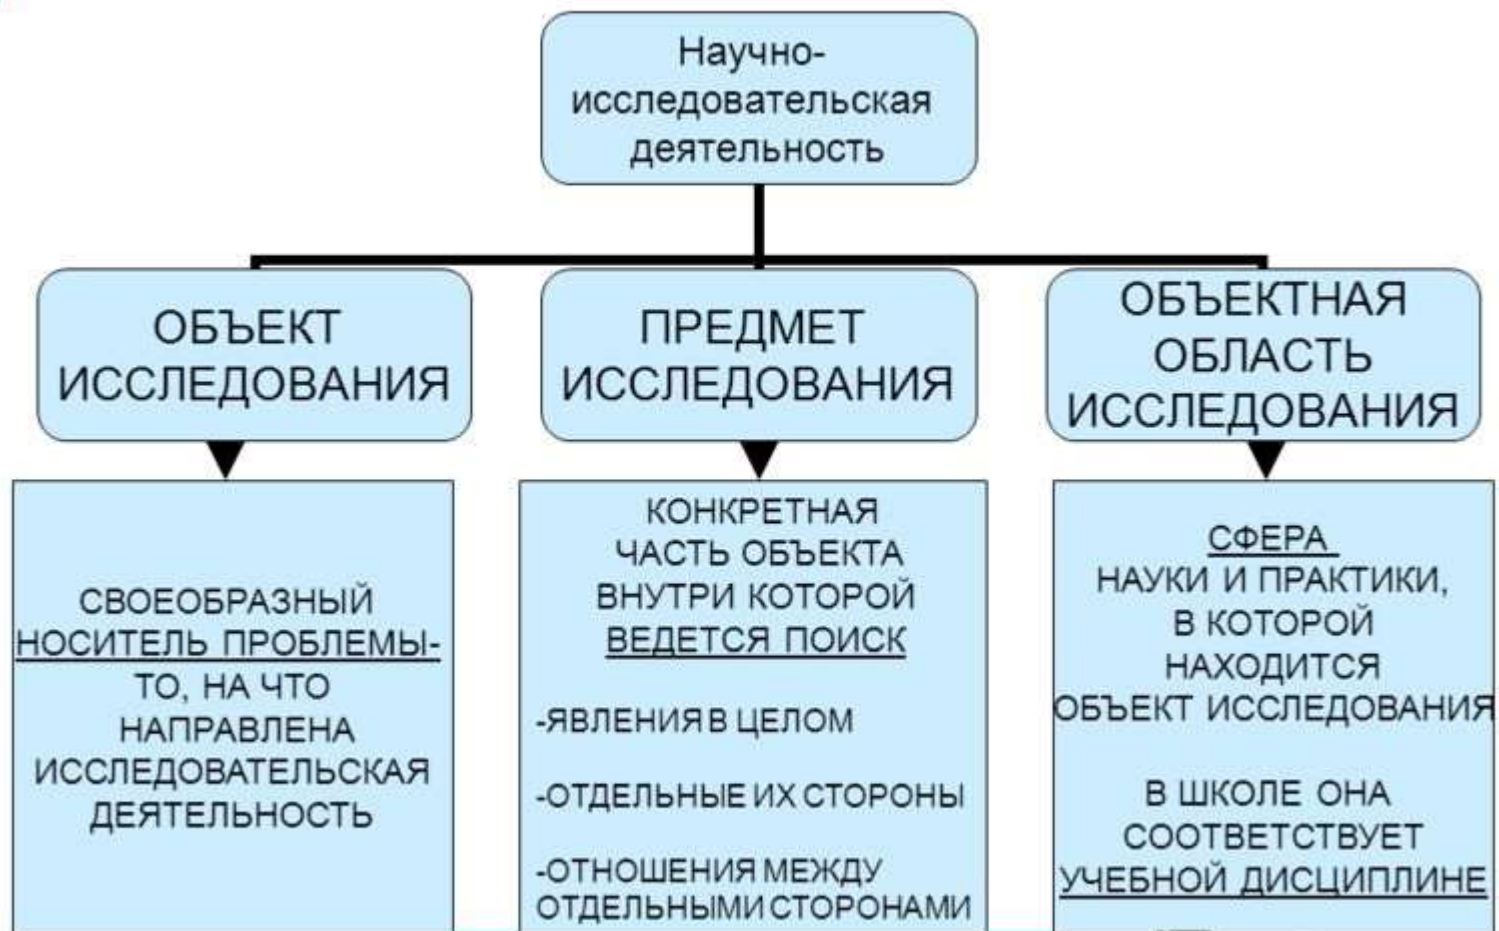 Научно-
исследовательская
деятельность
ОБЪЕКТ
ИССЛЕДОВАНИЯ
ПРЕДМЕТ
ИССЛЕДОВАНИЯ
ОБЪЕКТНАЯ
ОБЛАСТЬ
ИССЛЕДОВАНИЯ
СВОЕОБРАЗНЫЙ
НОСИТЕЛЬ ПРОБЛЕМЫ-
ТО, НА ЧТО
НАПРАВЛЕНА
ИССЛЕДОВАТЕЛЬСКАЯ
ДЕЯТЕЛЬНОСТЬ
КОНКРЕТНАЯ
ЧАСТЬ ОБЪЕКТА
ВНУТРИ КОТОРОЙ
ВЕДЕТСЯ ПОИСК
-ЯВЛЕНИЯ В ЦЕЛОМ
-ОТДЕЛЬНЫЕ ИХ СТОРОНЫ
-ОТНОШЕНИЯ МЕЖДУ
ОТДЕЛЬНЫМИ СТОРОНАМИ
СФЕРА
НАУКИ И ПРАКТИКИ,
В КОТОРОЙ
НАХОДИТСЯ
ОБЪЕКТ ИССЛЕДОВАНИЯ
В ШКОЛЕ ОНА
СООТВЕТСТВУЕТ
УЧЕБНОЙ ДИСЦИПЛИНЕ